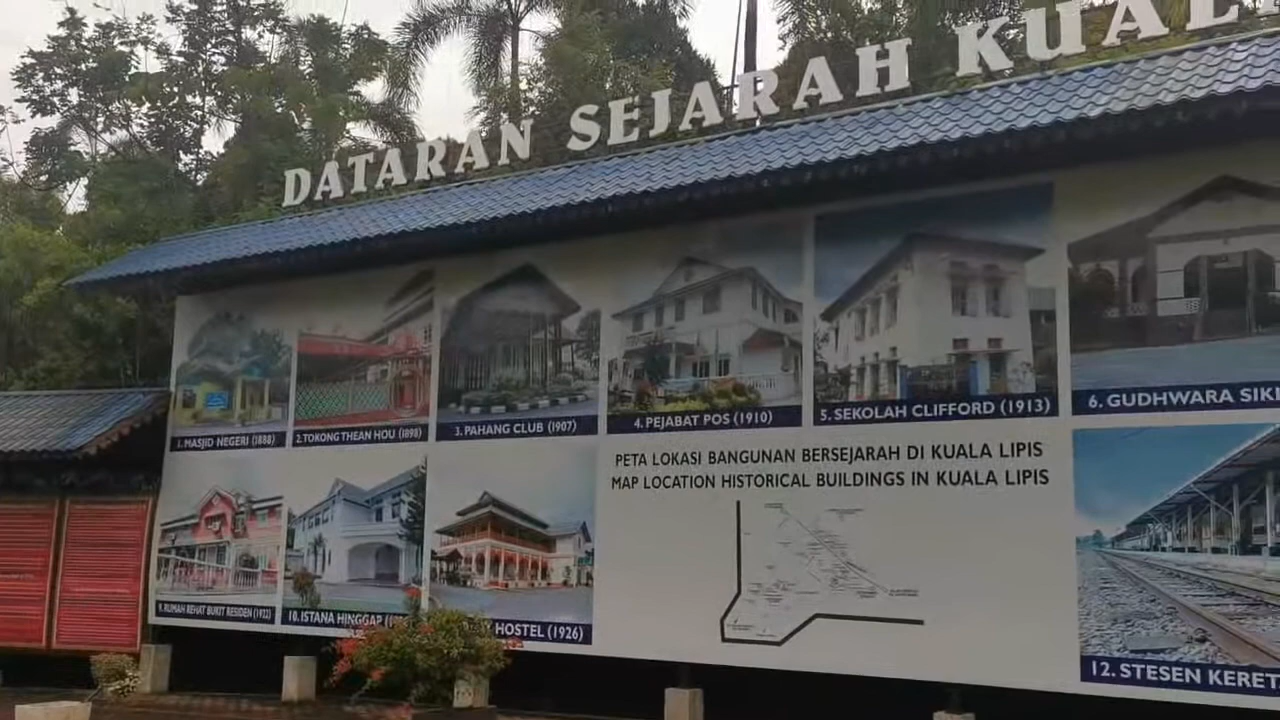 DATARAN SEJARAH KUAL
1. MASJID NEGERI (1888)
2. TOKONG THEAN HOU (1898)
3. PAHANG CLUB (1907)
4. PEJABAT POS (1910)
5. SEKOLAH CLIFFORD (1913)
6. GUDHWARA SIK
PETA LOKASI BANGUNAN BERSEJARAH DI KUALA LIPIS
MAP LOCATION HISTORICAL BUILDINGS IN KUALA LIPIS
9. RUMAH REHAT BUKIT RESIDEN (1922)
10. ISTANA HINGGAP
HOSTEL (1926)
12. STESEN KERET